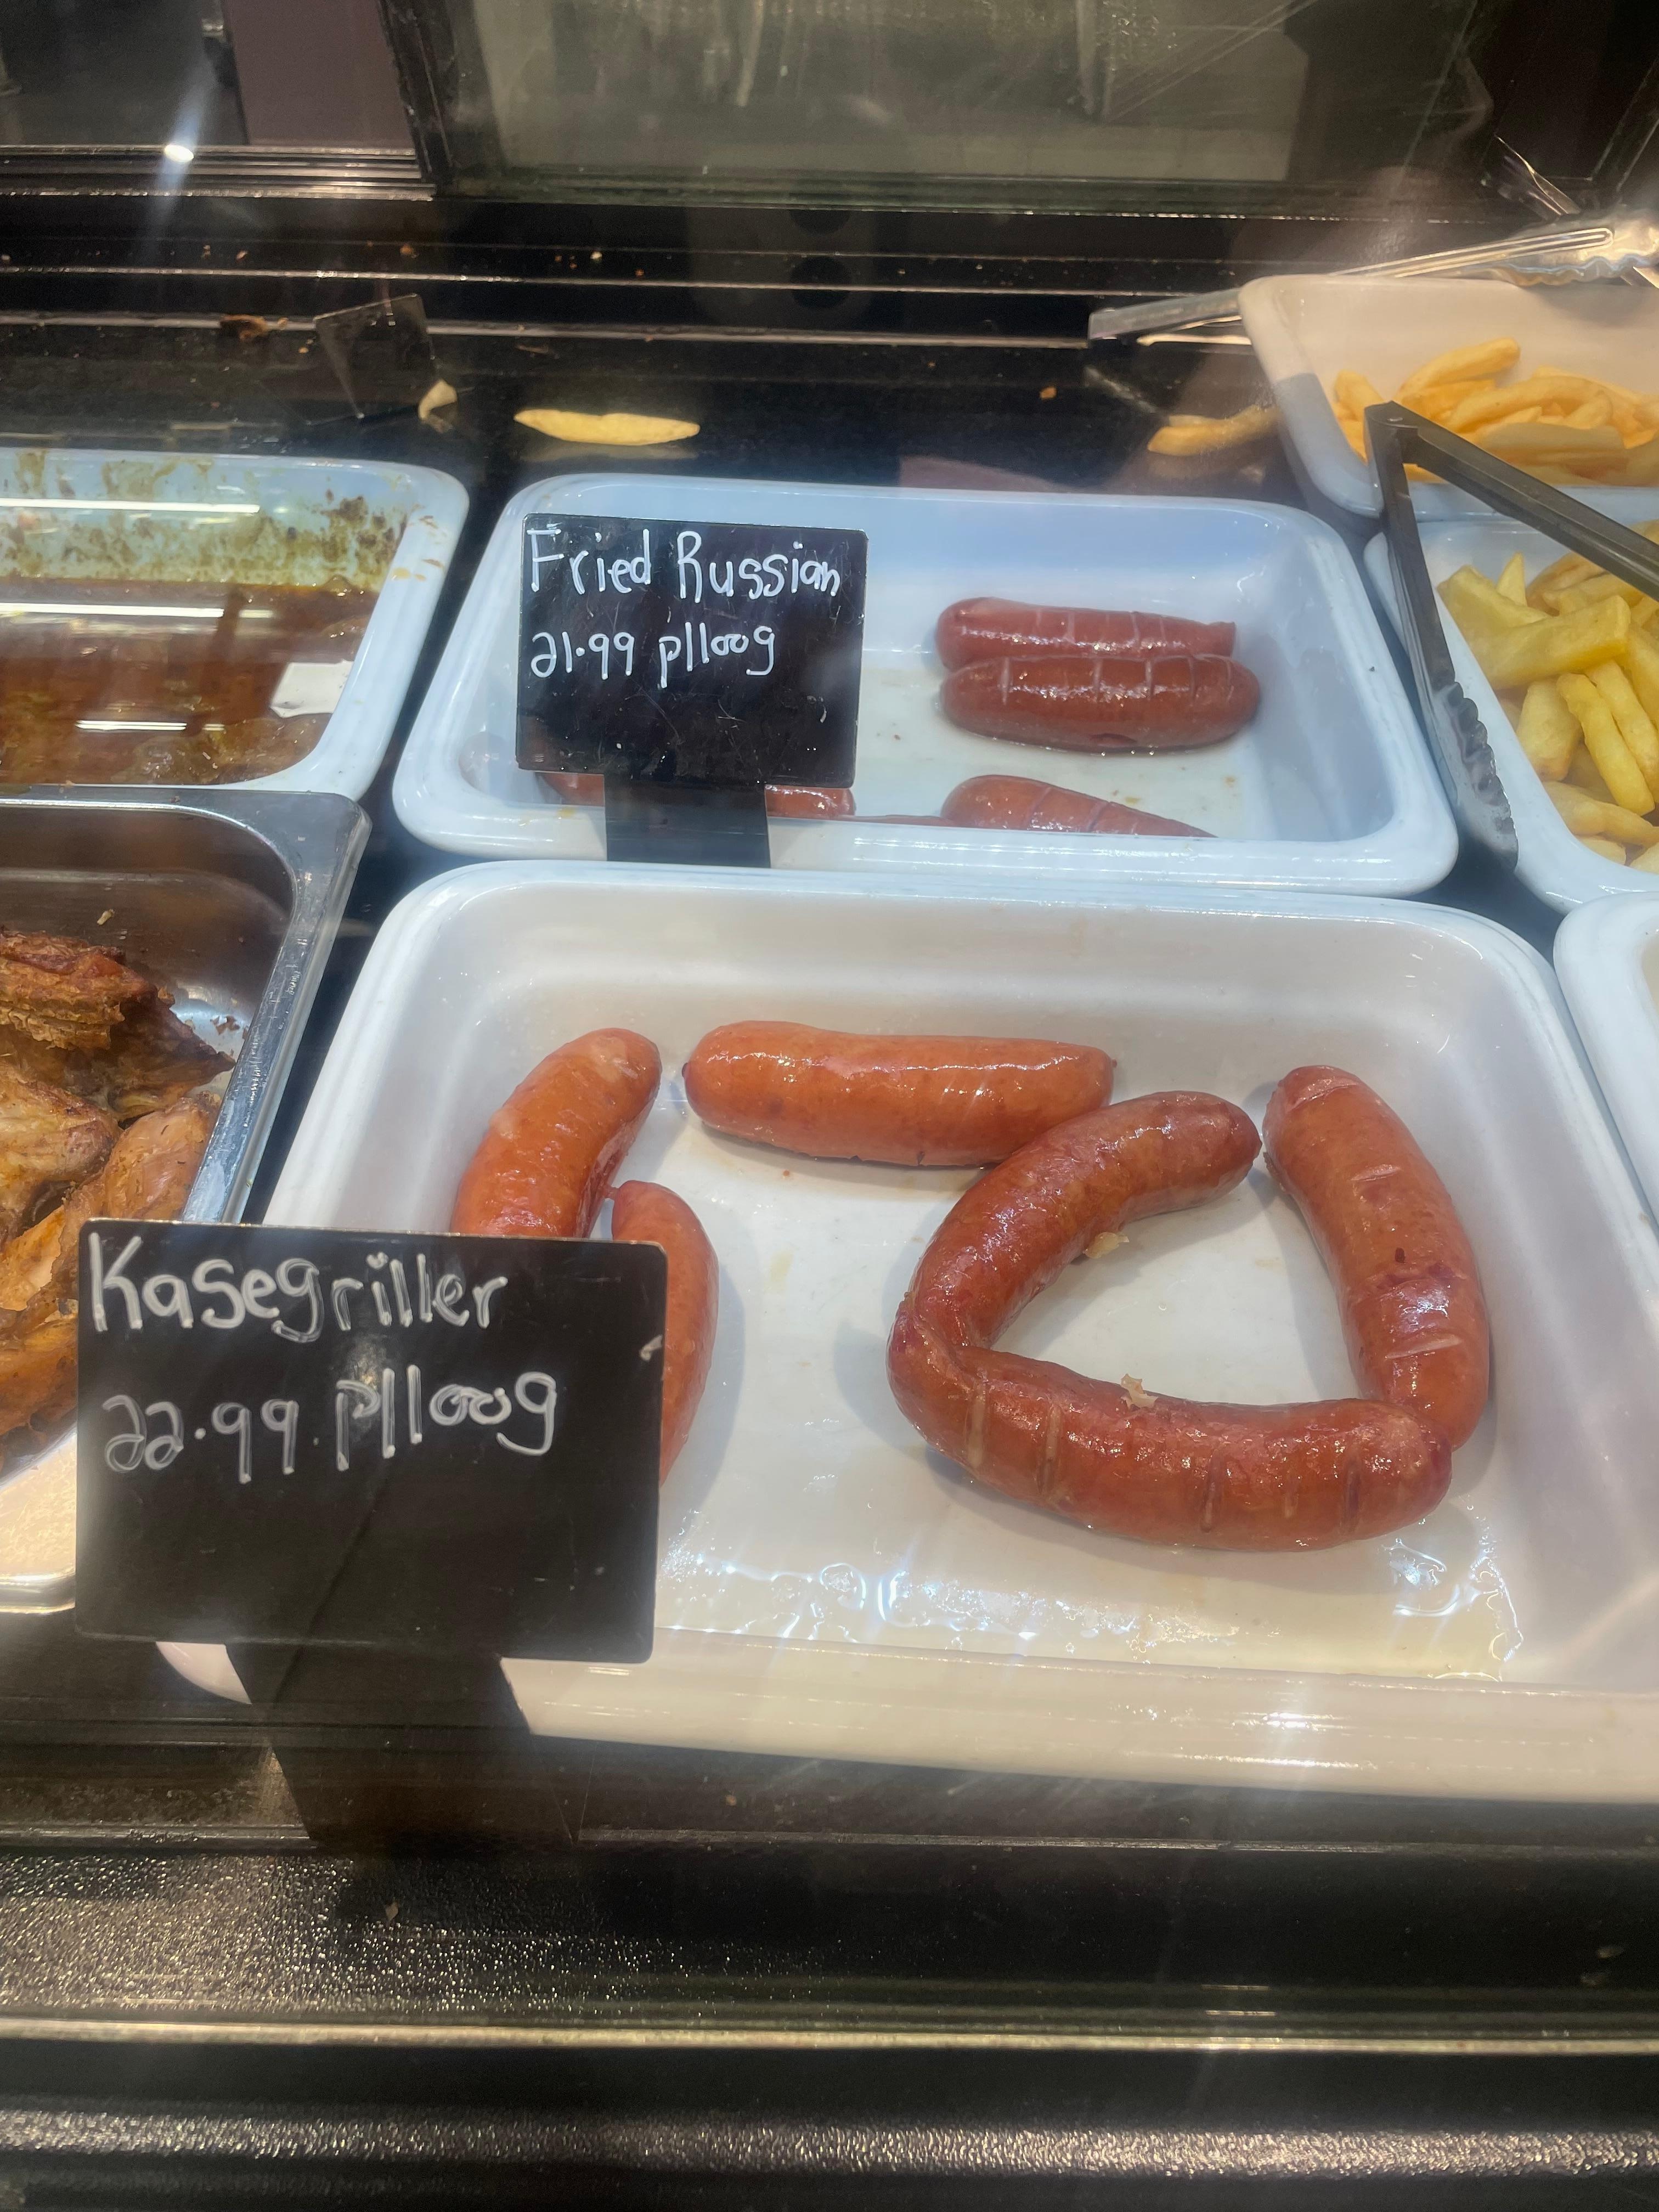 Fried Russian
21.99 p/100g
Kasegriller
22.99 p/100g